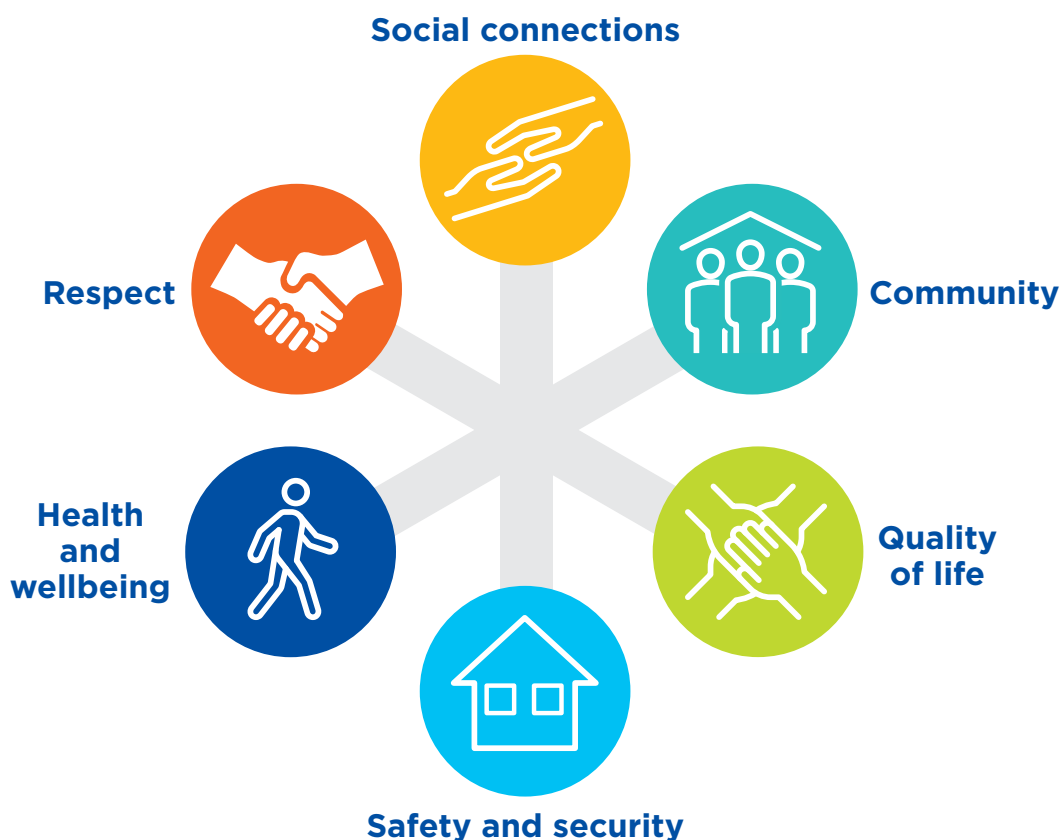 Social connections
Respect
Community
Health
and
wellbeing
Quality
of life
Safety and security